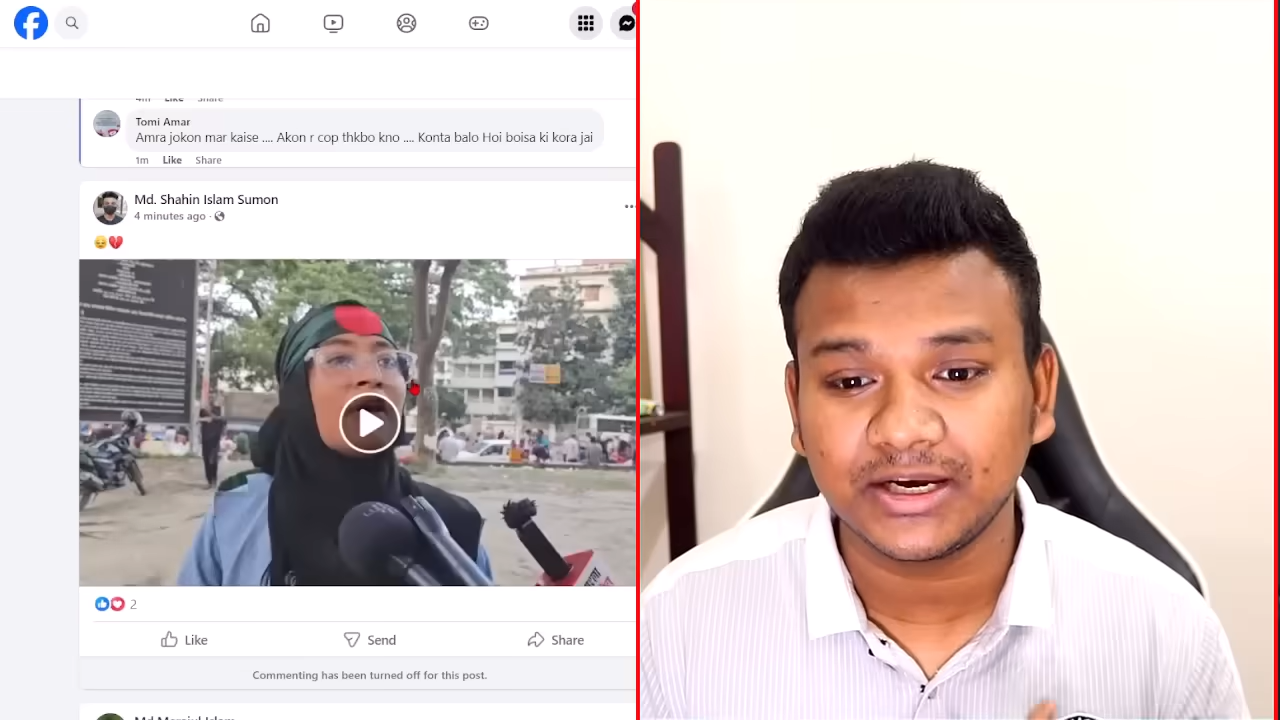 Tomi Amar
Amra jokon mar kaise .... Akon r cop thkbo kno .... Konta balo Hoi boisa ki kora jai
1m Like Share
Md. Shahin Islam Sumon
4 minutes ago ·
2
Like Send Share
Commenting has been turned off for this post.